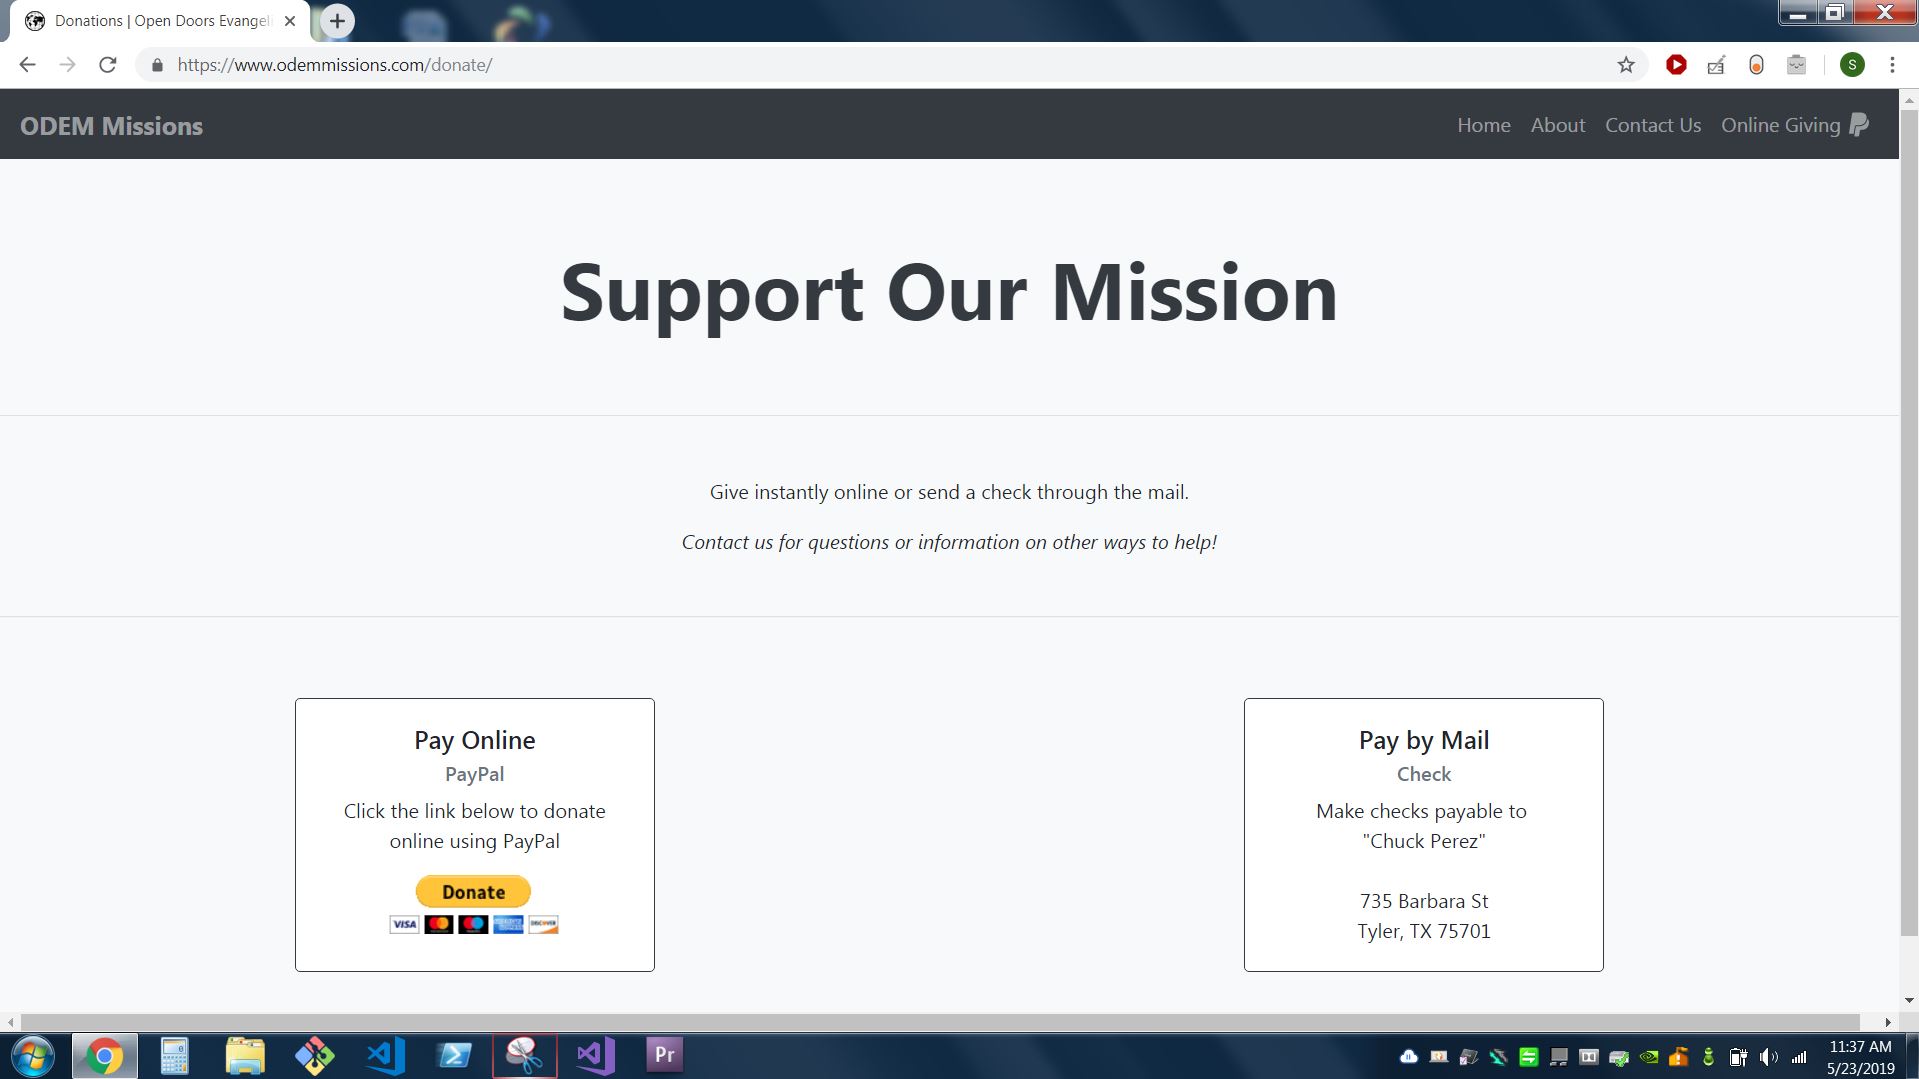 Donations | Open Doors Evangeli
https://www.odemmissions.com/donate/
S
ODEM Missions
Home
About
Contact Us
Online Giving
Support Our Mission
Give instantly online or send a check through the mail.
Contact us for questions or information on other ways to help!
Pay Online
PayPal
Click the link below to donate
online using PayPal
Donate
VISA
DISCOVER
Pay by Mail
Check
Make checks payable to
"Chuck Perez"
735 Barbara St
Tyler, TX 75701
Pr
11:37 AM
5/23/2019